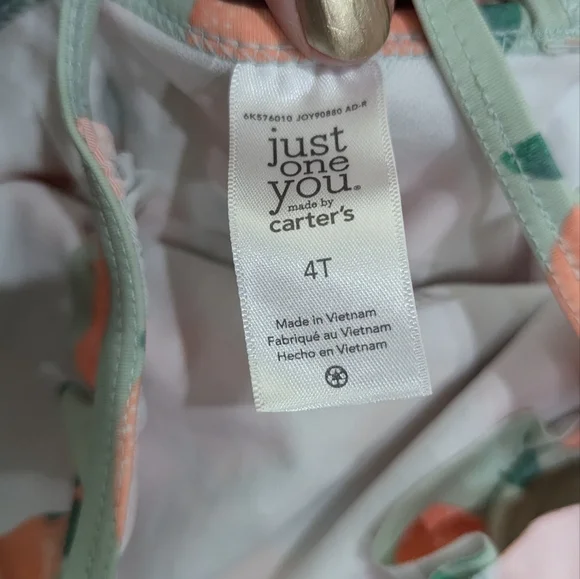 6K576010 JOY90880 AD-R
just
one
you®
made by
carter's
4T
Made in Vietnam
Fabriqué au Vietnam
Hecho en Vietnam